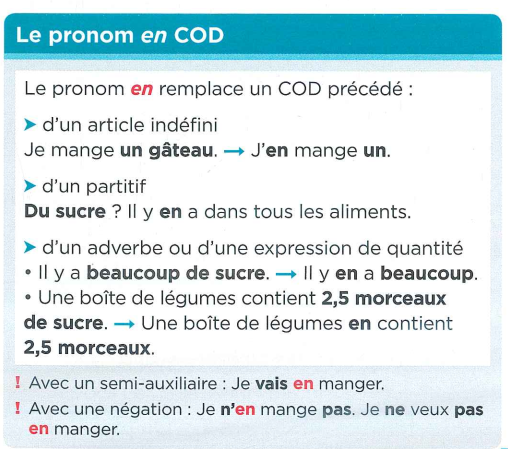 Le pronom en COD
Le pronom en remplace un COD précédé :
➤ d'un article indéfini
Je mange un gâteau. → J'en mange un.
➤ d'un partitif
Du sucre ? Il y en a dans tous les aliments.
➤ d'un adverbe ou d'une expression de quantité
• Il y a beaucoup de sucre. → Il y en a beaucoup.
• Une boîte de légumes contient 2,5 morceaux
de sucre. → Une boîte de légumes en contient
2,5 morceaux.
! Avec un semi-auxiliaire : Je vais en manger.
! Avec une négation : Je n'en mange pas. Je ne veux pas
en manger.